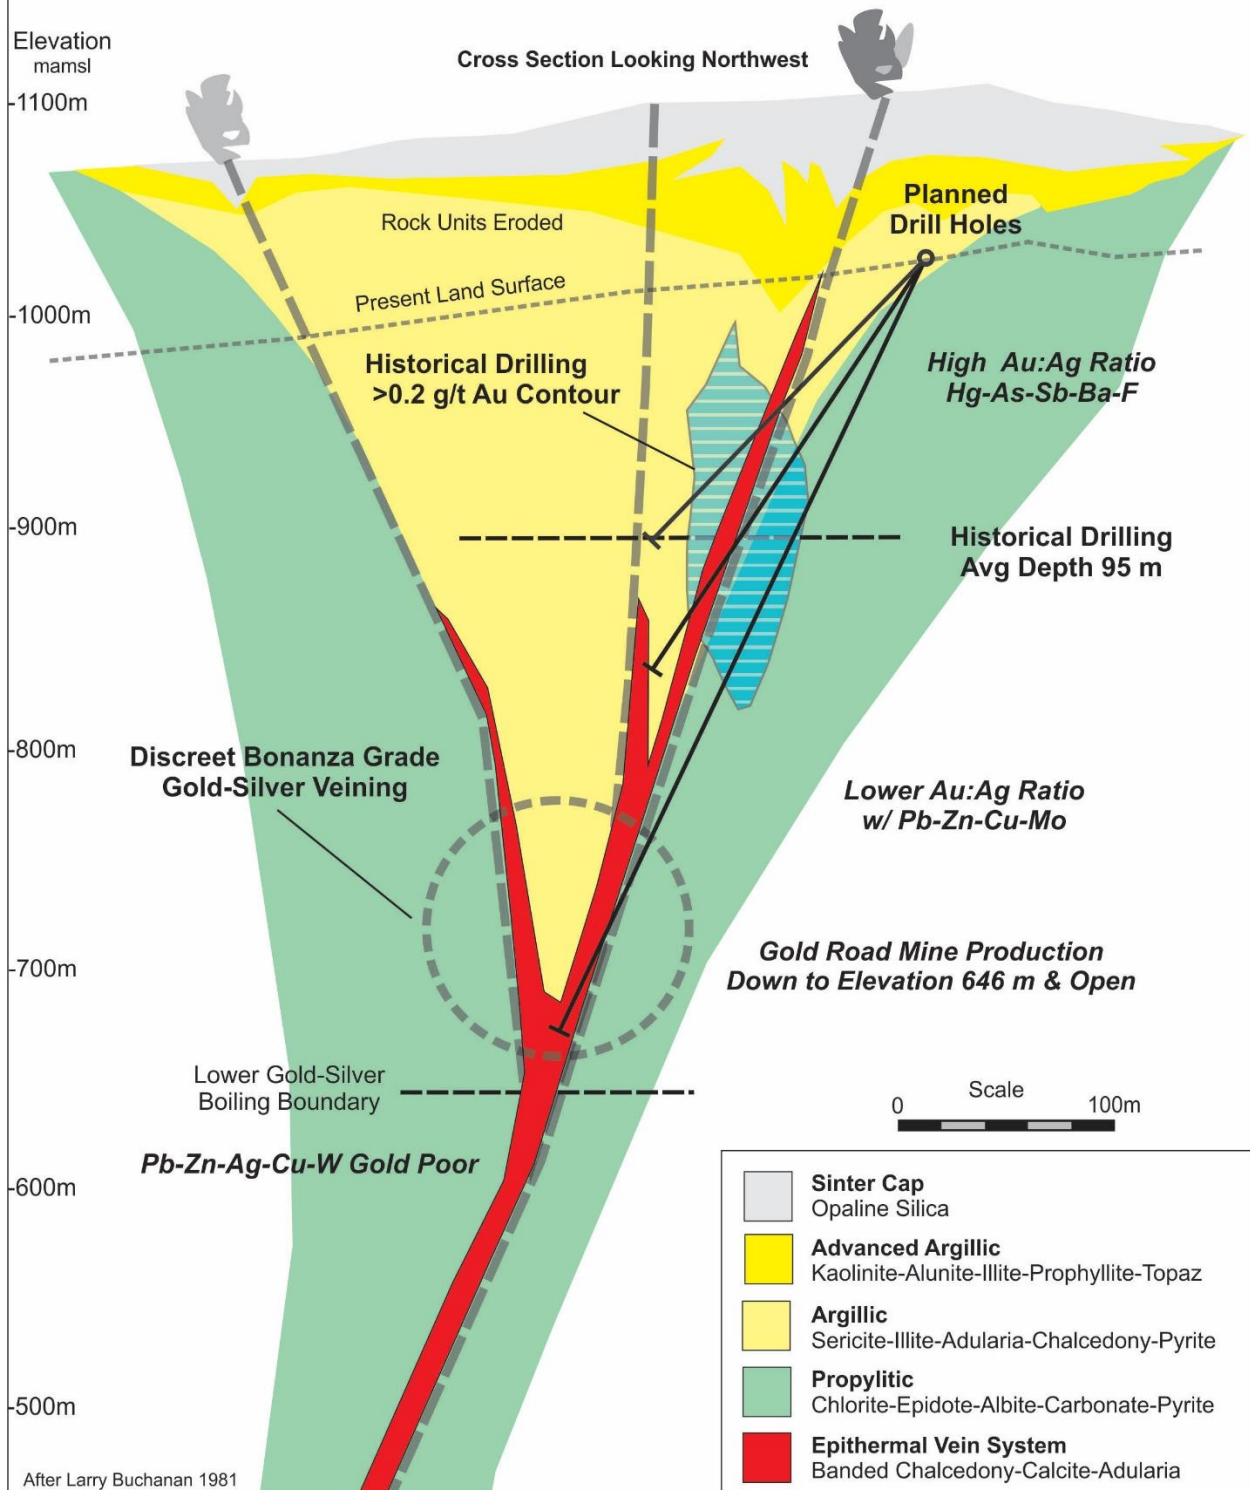 Elevation
mamsl
Cross Section Looking Northwest
-1100m
Planned
Drill Holes
Rock Units Eroded
Present Land Surface
-1000m
Historical Drilling
>0.2 g/t Au Contour
High Au:Ag Ratio
Hg-As-Sb-Ba-F
-900m
Historical Drilling
Avg Depth 95 m
-800m
Discreet Bonanza Grade
Gold-Silver Veining
Lower Au:Ag Ratio
w/ Pb-Zn-Cu-Mo
-700m
Gold Road Mine Production
Down to Elevation 646 m & Open
Lower Gold-Silver
Boiling Boundary
Scale
0 100m
Pb-Zn-Ag-Cu-W Gold Poor
-600m
Sinter Cap
Opaline Silica
Advanced Argillic
Kaolinite-Alunite-Illite-Prophyllite-Topaz
Argillic
Sericite-Illite-Adularia-Chalcedony-Pyrite
Propylitic
Chlorite-Epidote-Albite-Carbonate-Pyrite
-500m
Epithermal Vein System
Banded Chalcedony-Calcite-Adularia
After Larry Buchanan 1981